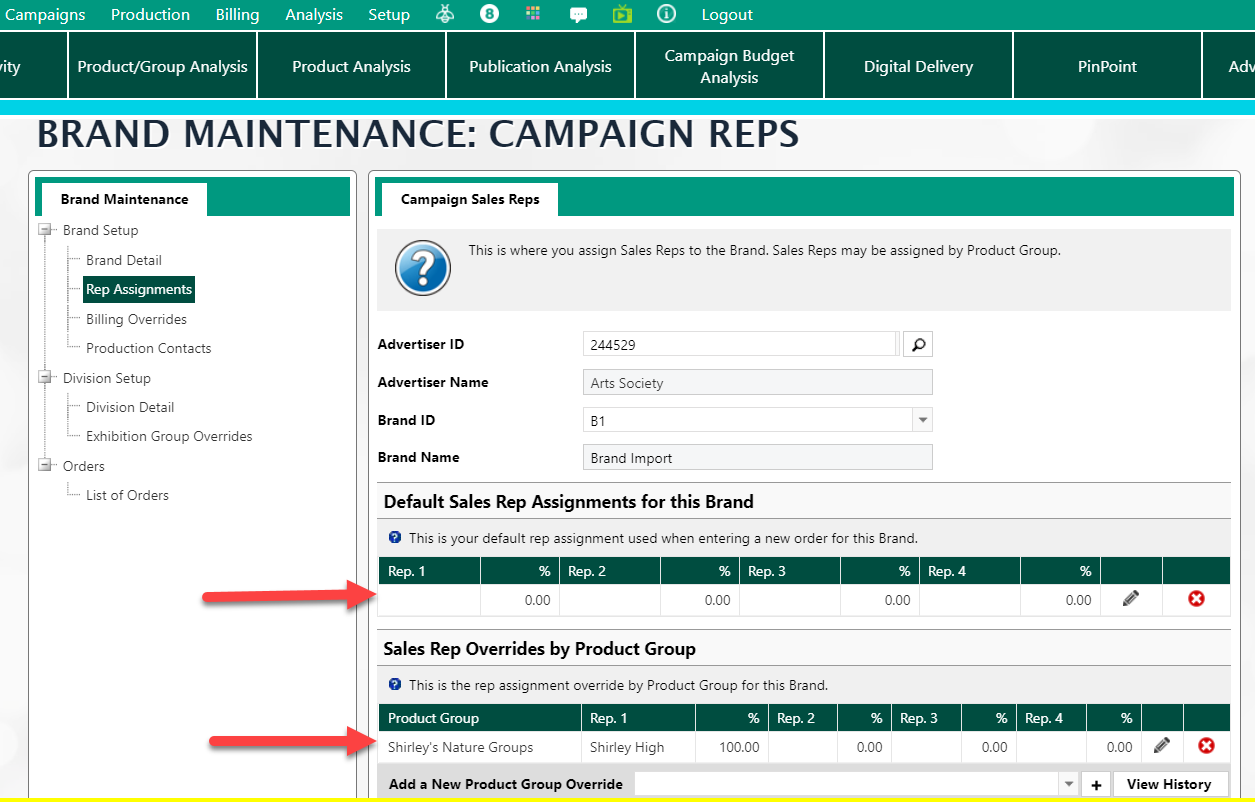 Campaigns Production Billing Analysis Setup 8 Logout
ity Product/Group Analysis Product Analysis Publication Analysis Campaign Budget Analysis Digital Delivery PinPoint Adv
BRAND MAINTENANCE: CAMPAIGN REPS
Brand Maintenance
Brand Setup
Brand Detail
Rep Assignments
Billing Overrides
Production Contacts
Division Setup
Division Detail
Exhibition Group Overrides
Orders
List of Orders
Campaign Sales Reps
? This is where you assign Sales Reps to the Brand. Sales Reps may be assigned by Product Group.
Advertiser ID 244529
Advertiser Name Arts Society
Brand ID B1
Brand Name Brand Import
Default Sales Rep Assignments for this Brand
? This is your default rep assignment used when entering a new order for this Brand.
Rep. 1 % Rep. 2 % Rep. 3 % Rep. 4 %
0.00 0.00 0.00 0.00
Sales Rep Overrides by Product Group
? This is the rep assignment override by Product Group for this Brand.
Product Group Rep. 1 % Rep. 2 % Rep. 3 % Rep. 4 %
Shirley's Nature Groups Shirley High 100.00 0.00 0.00 0.00
Add a New Product Group Override + View History